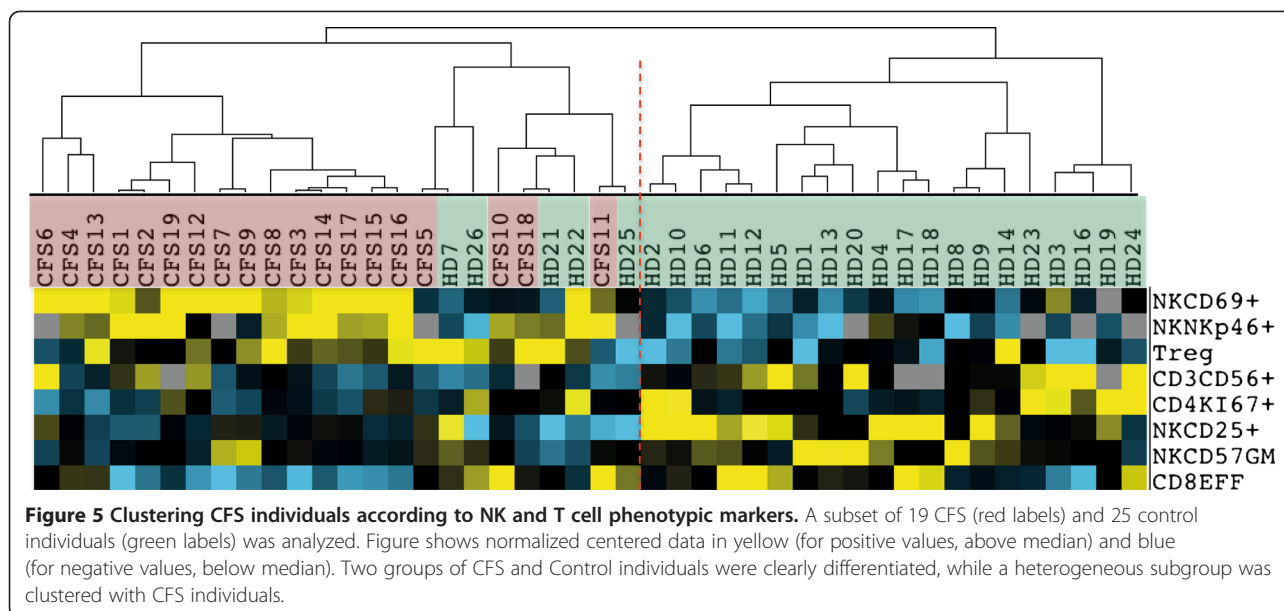 CFS6
CFS4
CFS13
CFS1
CFS2
CFS19
CFS12
CFS7
CFS9
CFS8
CFS3
CFS14
CFS17
CFS15
CFS16
CFS5
HD7
HD26
CFS10
CFS18
HD21
HD22
CFS11
HD25
HD2
HD10
HD6
HD11
HD12
HD5
HD1
HD13
HD20
HD4
HD17
HD18
HD8
HD9
HD14
HD23
HD3
HD16
HD19
HD24
NKCD69+
NKNKp46+
Treg
CD3CD56+
CD4KI67+
NKCD25+
NKCD57GM
CD8EFF
Figure 5 Clustering CFS individuals according to NK and T cell phenotypic markers. A subset of 19 CFS (red labels) and 25 control
individuals (green labels) was analyzed. Figure shows normalized centered data in yellow (for positive values, above median) and blue
(for negative values, below median). Two groups of CFS and Control individuals were clearly differentiated, while a heterogeneous subgroup was
clustered with CFS individuals.